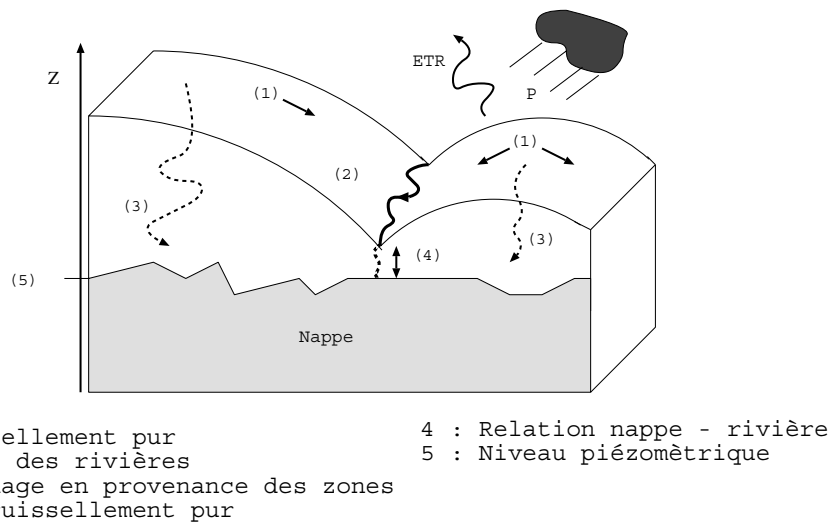 ETR
Z
P
(1)
(1)
(2)
(3)
(3)
(4)
(5)
Nappe
ellement pur
des rivières
age en provenance des zones
uissellement pur
4 : Relation nappe - rivière
5 : Niveau piézomètrique